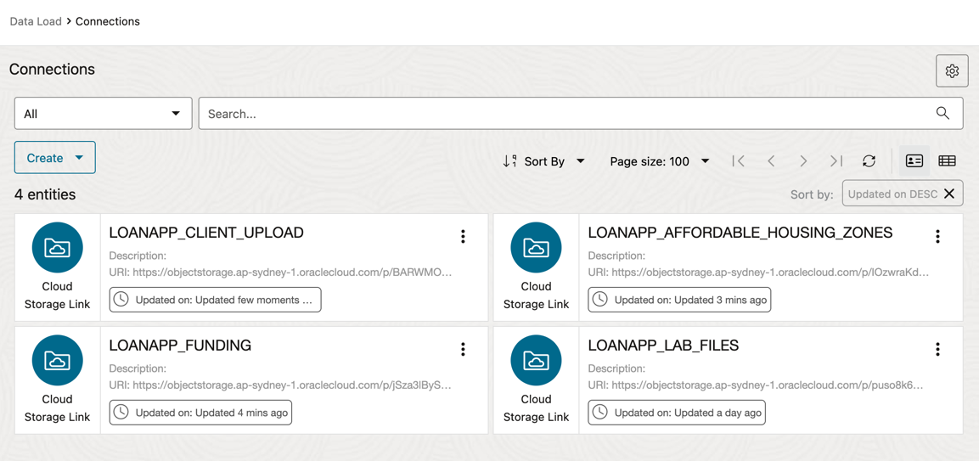 Data Load > Connections
Connections
All
Search...
Create
Sort By
Page size: 100
4 entities
Sort by: Updated on DESC
LOANAPP_CLIENT_UPLOAD
Description:
URI: https://objectstorage.ap-sydney-1.oraclecloud.com/p/BARWMO...
Updated on: Updated few moments ...
Cloud
Storage Link
LOANAPP_AFFORDABLE_HOUSING_ZONES
Description:
URI: https://objectstorage.ap-sydney-1.oraclecloud.com/p/IOzwraKd...
Updated on: Updated 3 mins ago
Cloud
Storage Link
LOANAPP_FUNDING
Description:
URI: https://objectstorage.ap-sydney-1.oraclecloud.com/p/jSza3lByS...
Updated on: Updated 4 mins ago
Cloud
Storage Link
LOANAPP_LAB_FILES
Description:
URI: https://objectstorage.ap-sydney-1.oraclecloud.com/p/puso8k6...
Updated on: Updated a day ago
Cloud
Storage Link